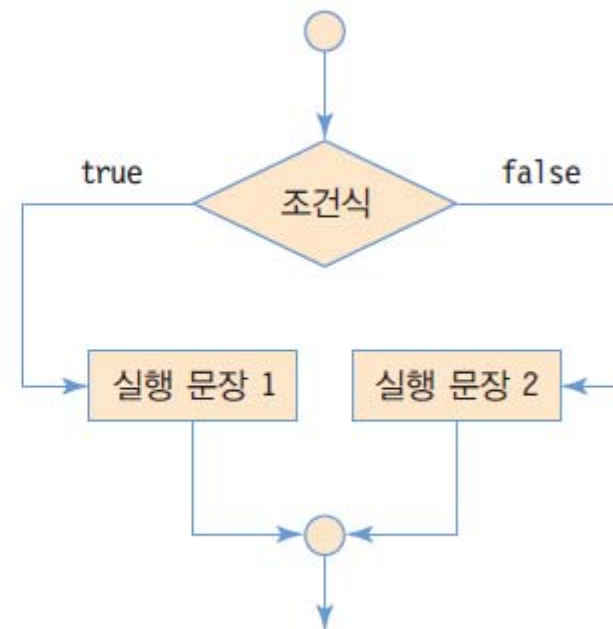 true
false
조건식
실행 문장 1
실행 문장 2